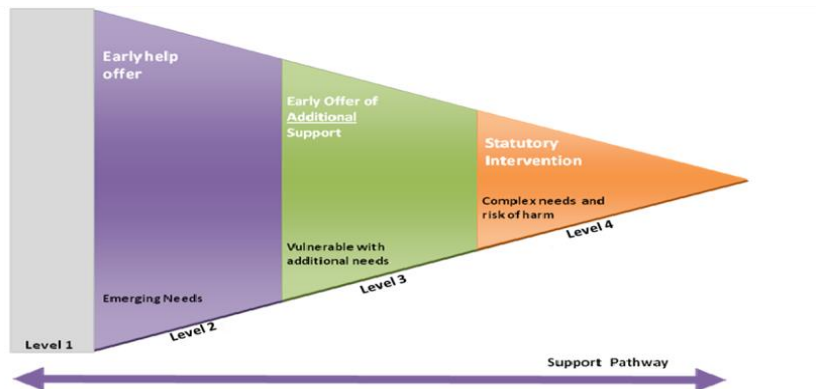 Early help
offer
Early Offer of
Additional
Support
Statutory
Intervention
Complex needs and
risk of harm
Vulnerable with
additional needs
Emerging Needs
Level 1
Level 2
Level 3
Level 4
Support Pathway